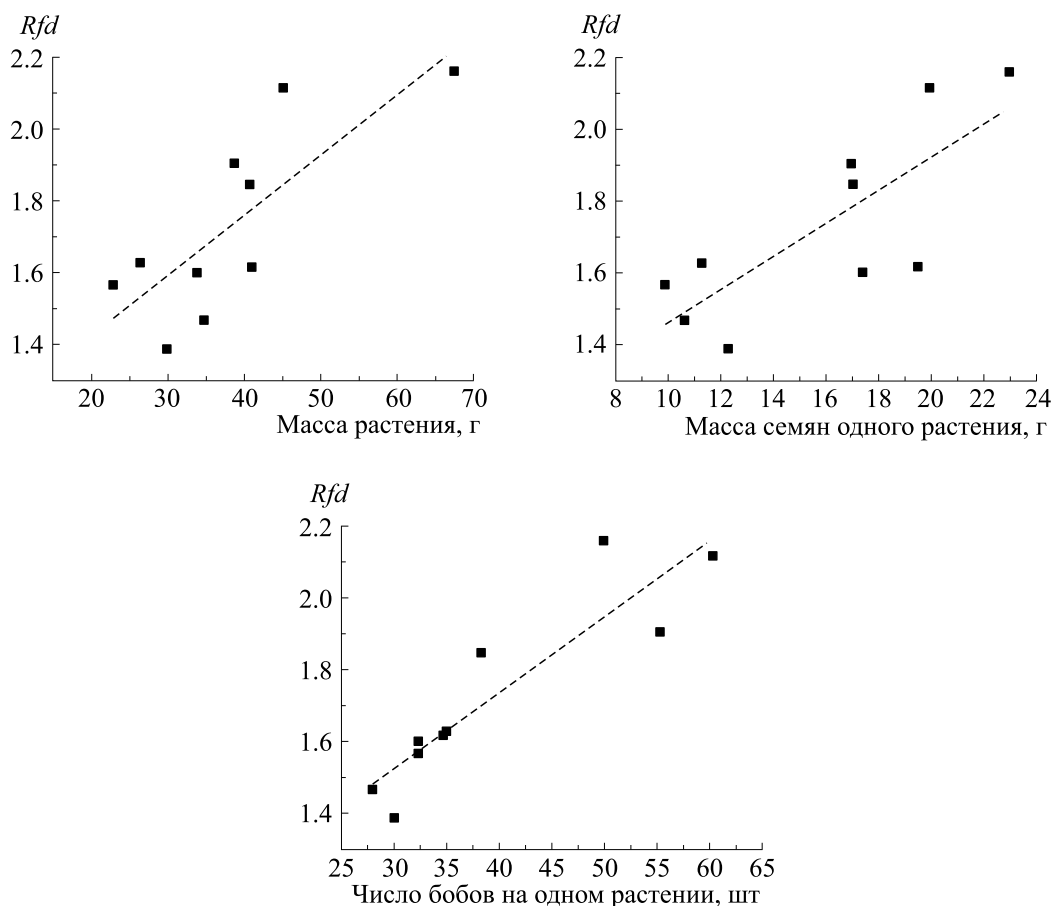 Rfd
2.2
2.0
1.8
1.6
1.4
20 30 40 50 60 70
Масса растения, г
Rfd
2.2
2.0
1.8
1.6
1.4
8 10 12 14 16 18 20 22 24
Масса семян одного растения, г
Rfd
2.2
2.0
1.8
1.6
1.4
25 30 35 40 45 50 55 60 65
Число бобов на одном растении, шт